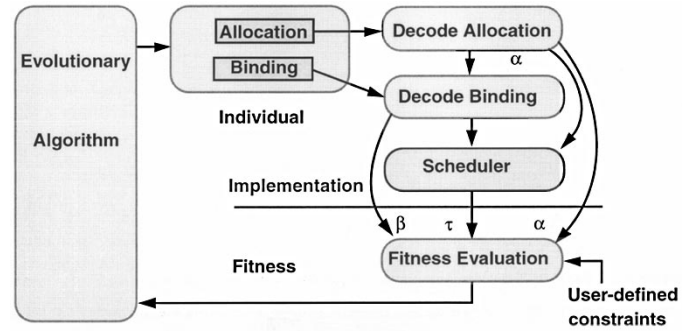 Evolutionary
Algorithm
Allocation
Binding
Individual
Decode Allocation
α
Decode Binding
Scheduler
Implementation
β
τ
α
Fitness
Fitness Evaluation
User-defined
constraints